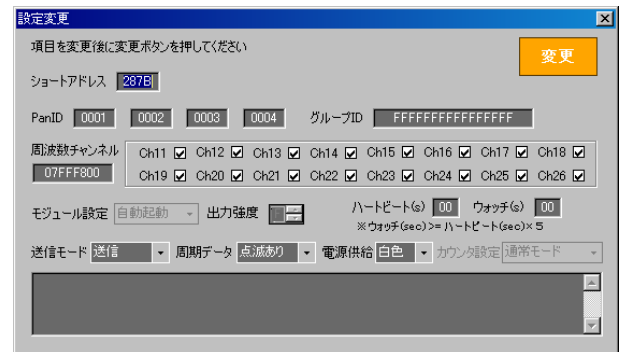 設定変更
項目を変更後に変更ボタンを押してください
変更
ショートアドレス 287B
PanID 0001 0002 0003 0004 グループID FFFFFFFFFFFFFFFF
周波数チャンネル Ch11 Ch12 Ch13 Ch14 Ch15 Ch16 Ch17 Ch18
07FFF800 Ch19 Ch20 Ch21 Ch22 Ch23 Ch24 Ch25 Ch26
モジュール設定 自動起動 出力強度 ハートビート(s) 00 ウォッチ(s) 00
※ウォッチ(sec)>=ハートビート(sec)×5
送信モード 送信 周期データ 点滅あり 電源供給 白色 カウンタ設定 通常モード